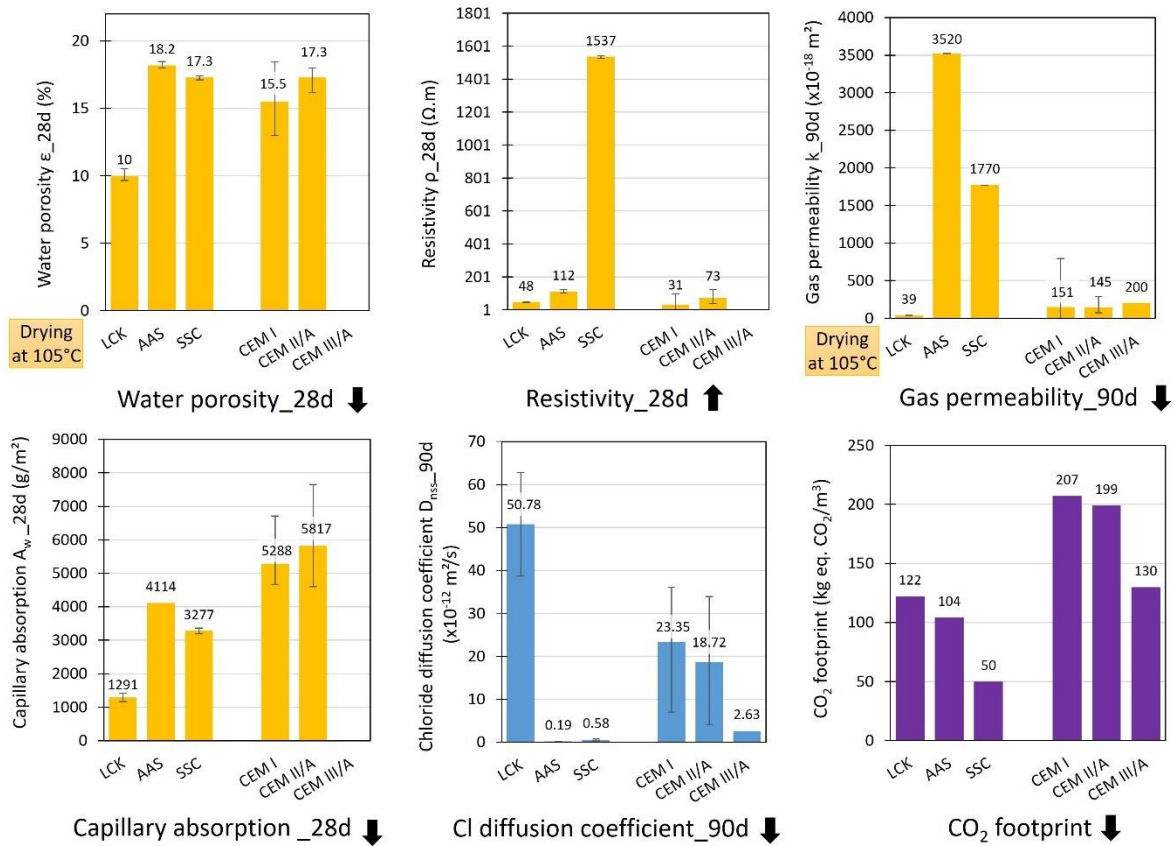 Water porosity ε_28d (%)
20
15
10
5
0
10
18.2
17.3
15.5
17.3
LCK
AAS
SSC
CEM I
CEM II/A
CEM III/A
Drying
at 105°C
Water porosity_28d
Resistivity ρ_28d (Ω.m)
1801
1601
1401
1201
1001
801
601
401
201
1
48
112
1537
31
73
LCK
AAS
SSC
CEM I
CEM II/A
CEM III/A
Resistivity_28d
Gas permeability k_90d (x10⁻¹⁸ m²)
4000
3500
3000
2500
2000
1500
1000
500
0
39
3520
1770
151
145
200
LCK
AAS
SSC
CEM I
CEM II/A
CEM III/A
Drying
at 105°C
Gas permeability_90d
Capillary absorption A_w _28d (g/m²)
9000
8000
7000
6000
5000
4000
3000
2000
1000
0
1291
4114
3277
5288
5817
LCK
AAS
SSC
CEM I
CEM II/A
CEM III/A
Capillary absorption _28d
Chloride diffusion coefficient D_nss_90d
(x10⁻¹² m²/s)
70
60
50
40
30
20
10
0
50.78
0.19
0.58
23.35
18.72
2.63
LCK
AAS
SSC
CEM I
CEM II/A
CEM III/A
Cl diffusion coefficient_90d
CO₂ footprint (kg eq. CO₂/m³)
250
200
150
100
50
0
122
104
50
207
199
130
LCK
AAS
SSC
CEM I
CEM II/A
CEM III/A
CO₂ footprint